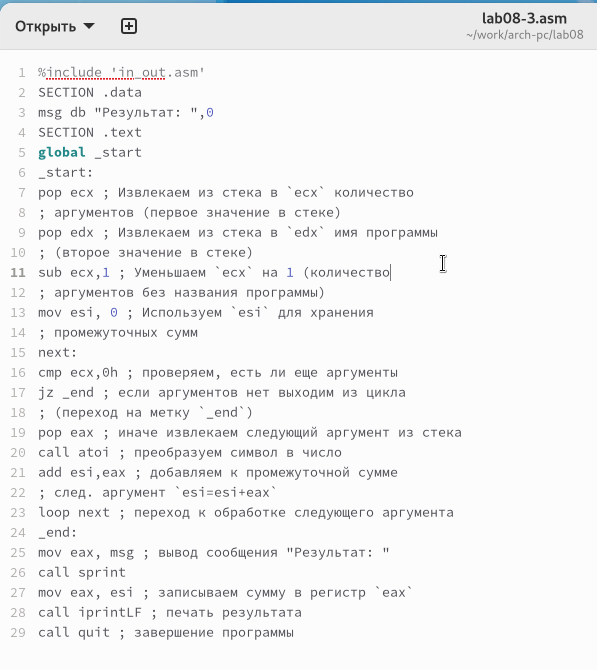 Открыть
lab08-3.asm
~/work/arch-pc/lab08
1 %include 'in_out.asm'
2 SECTION .data
3 msg db "Результат: ",0
4 SECTION .text
5 global _start
6 _start:
7 pop ecx ; Извлекаем из стека в `ecx` количество
8 ; аргументов (первое значение в стеке)
9 pop edx ; Извлекаем из стека в `edx` имя программы
10 ; (второе значение в стеке)
11 sub ecx,1 ; Уменьшаем `ecx` на 1 (количество
12 ; аргументов без названия программы)
13 mov esi, 0 ; Используем `esi` для хранения
14 ; промежуточных сумм
15 next:
16 cmp ecx,0h ; проверяем, есть ли еще аргументы
17 jz _end ; если аргументов нет выходим из цикла
18 ; (переход на метку `_end`)
19 pop eax ; иначе извлекаем следующий аргумент из стека
20 call atoi ; преобразуем символ в число
21 add esi,eax ; добавляем к промежуточной сумме
22 ; след. аргумент `esi=esi+eax`
23 loop next ; переход к обработке следующего аргумента
24 _end:
25 mov eax, msg ; вывод сообщения "Результат: "
26 call sprint
27 mov eax, esi ; записываем сумму в регистр `eax`
28 call iprintLF ; печать результата
29 call quit ; завершение программы